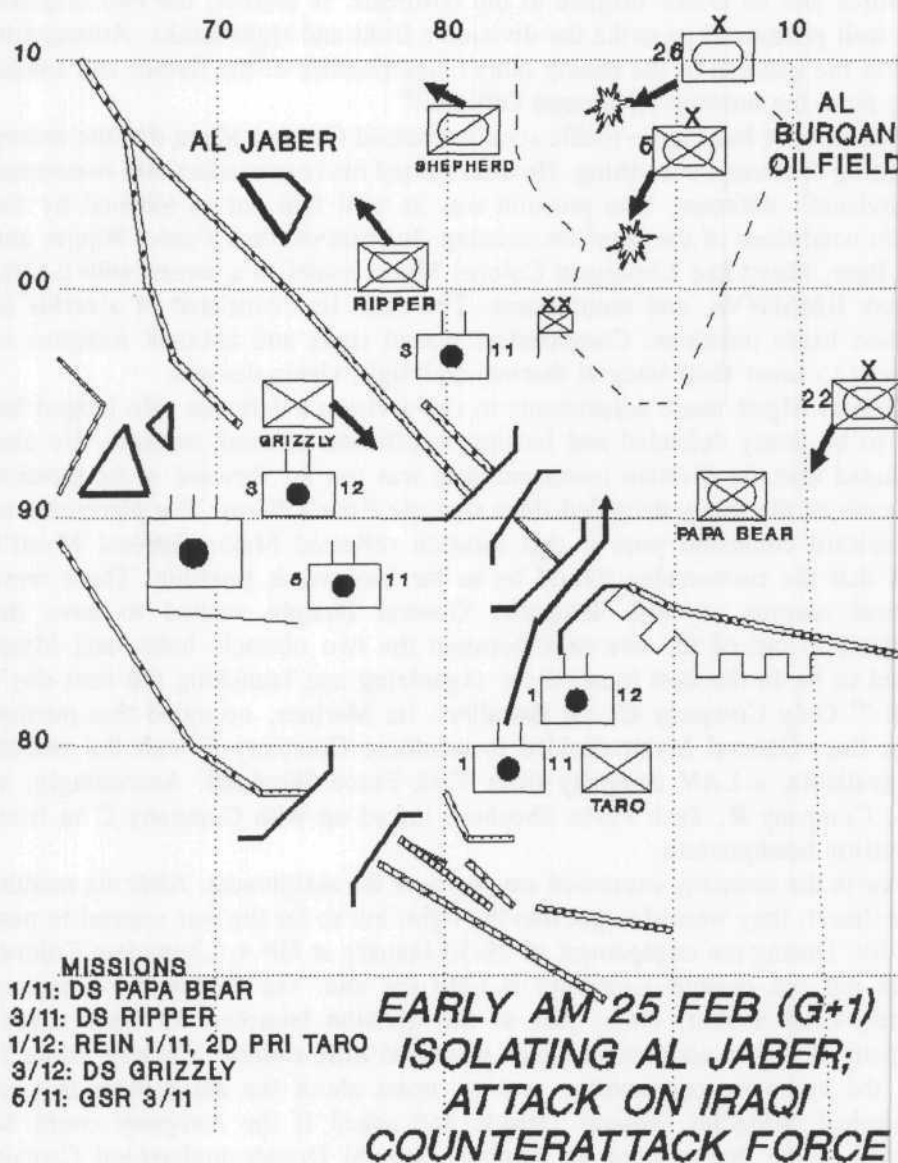 70
80
X
10
10
26
AL JABER
SHEPHERD
X
5
AL
BURQAN
OILFIELD
RIPPER
00
XX
3
11
X
22
GRIZZLY
3
12
90
PAPA BEAR
5
11
1
12
80
1
11
TARO
MISSIONS
1/11: DS PAPA BEAR
3/11: DS RIPPER
1/12: REIN 1/11, 2D PRI TARO
3/12: DS GRIZZLY
5/11: GSR 3/11
EARLY AM 25 FEB (G+1)
ISOLATING AL JABER;
ATTACK ON IRAQI
COUNTERATTACK FORCE